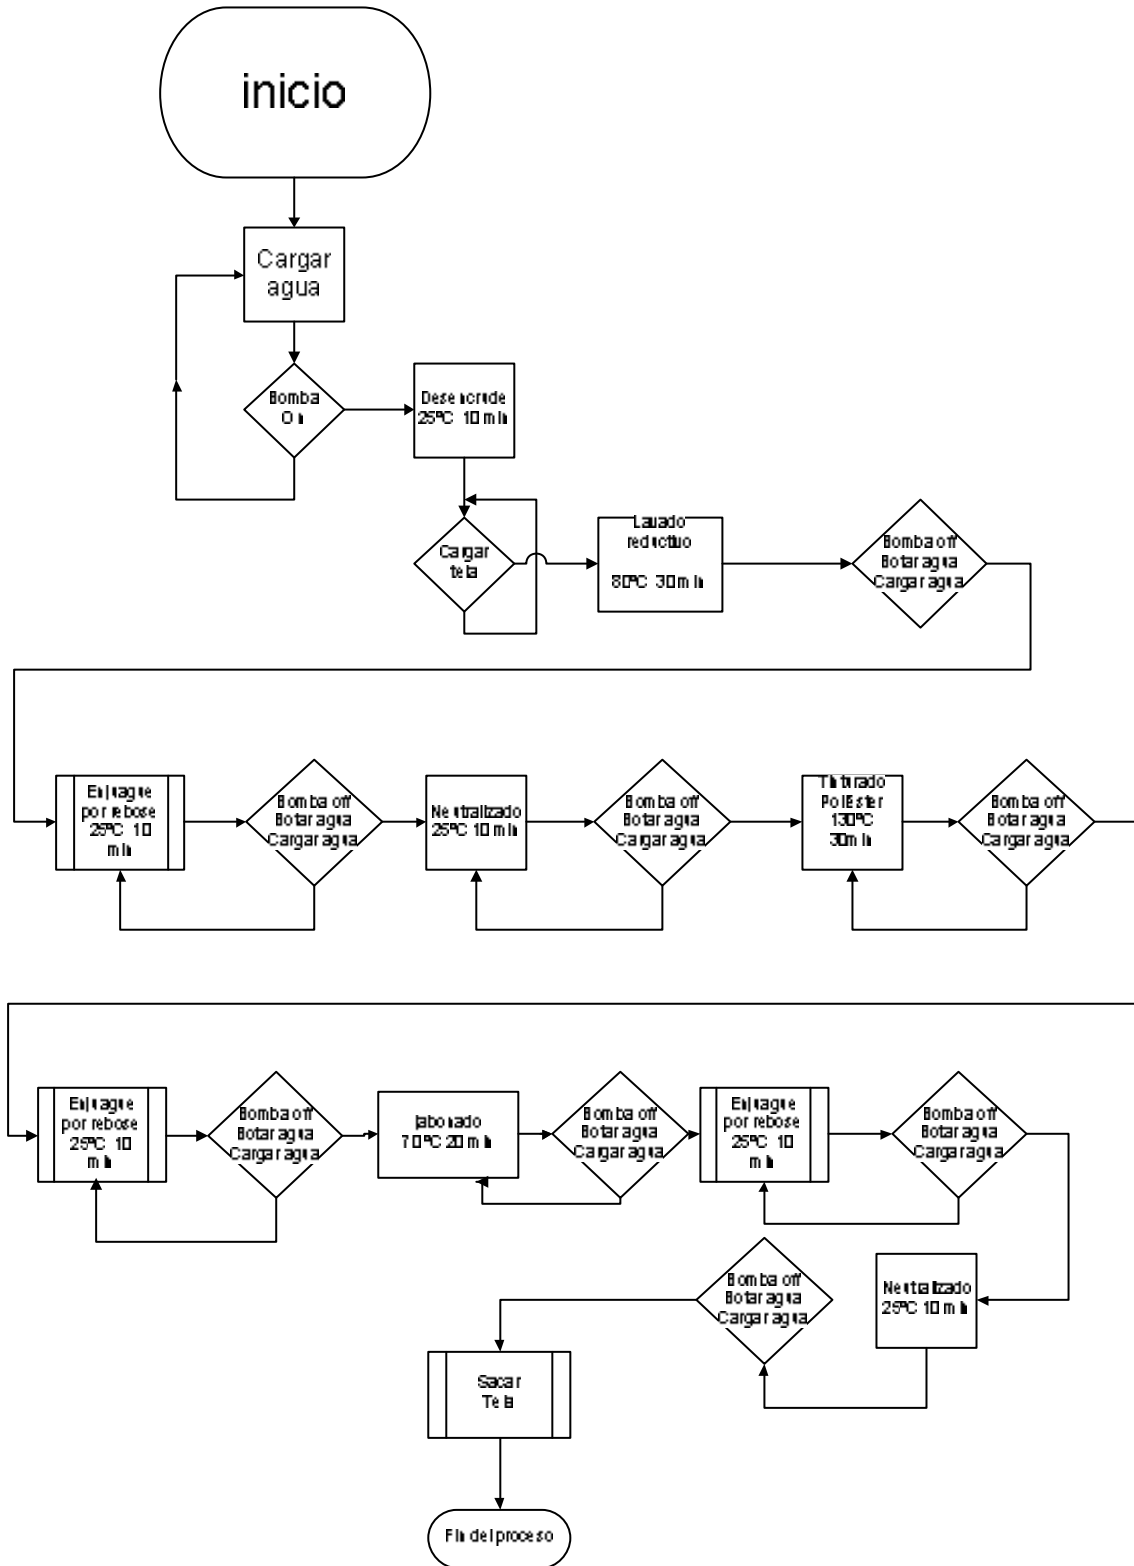 inicio
Cargar
agua
Bomba
On
Desencrude
25ºC 10 min
Cargar
tela
Lavado
reductivo
80ºC 30min
Bomba off
Botar agua
Cargar agua
Enjuague
por rebose
25ºC 10
min
Bomba off
Botar agua
Cargar agua
Neutralizado
25ºC 10 min
Bomba off
Botar agua
Cargar agua
Tinturado
Poliéster
130ºC
30min
Bomba off
Botar agua
Cargar agua
Enjuague
por rebose
25ºC 10
min
Bomba off
Botar agua
Cargar agua
Jabonado
70ºC 20 min
Bomba off
Botar agua
Cargar agua
Enjuague
por rebose
25ºC 10
min
Bomba off
Botar agua
Cargar agua
Bomba off
Botar agua
Cargar agua
Neutralizado
25ºC 10 min
Sacar
Tela
Fin del proceso